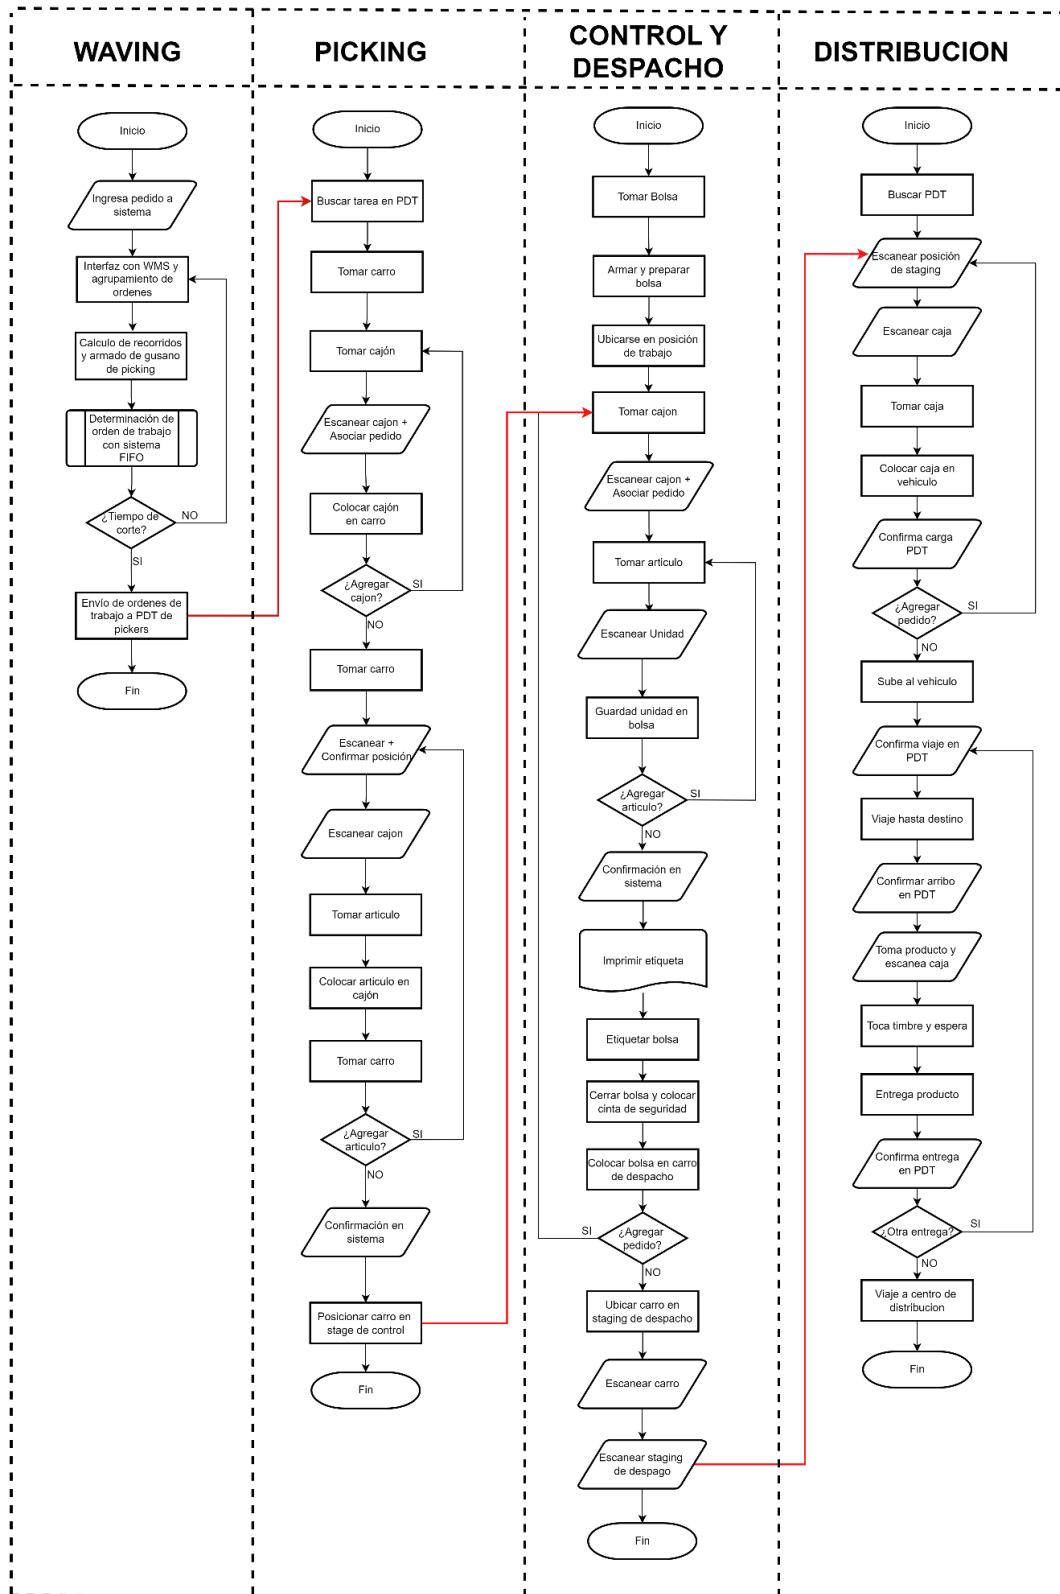 WAVING
PICKING
CONTROL Y
DESPACHO
DISTRIBUCION
Inicio
Ingresa pedido a
sistema
Interfaz con WMS y
agrupamiento de
ordenes
Calculo de recorridos
y armado de gusano
de picking
Determinación de
orden de trabajo
con sistema
FIFO
¿Tiempo de
corte?
NO
SI
Envío de ordenes de
trabajo a PDT de
pickers
Fin
Inicio
Buscar tarea en PDT
Tomar carro
Tomar cajón
Escanear cajon +
Asociar pedido
Colocar cajón
en carro
¿Agregar
cajon?
SI
NO
Tomar carro
Escanear +
Confirmar posición
Escanear cajon
Tomar articulo
Colocar articulo en
cajón
Tomar carro
¿Agregar
articulo?
SI
NO
Confirmación en
sistema
Posicionar carro en
stage de control
Fin
Inicio
Tomar Bolsa
Armar y preparar
bolsa
Ubicarse en posición
de trabajo
Tomar cajon
Escanear cajon +
Asociar pedido
Tomar articulo
Escanear Unidad
Guardad unidad en
bolsa
¿Agregar
articulo?
SI
NO
Confirmación en
sistema
Imprimir etiqueta
Etiquetar bolsa
Cerrar bolsa y colocar
cinta de seguridad
Colocar bolsa en carro
de despacho
¿Agregar
pedido?
SI
NO
Ubicar carro en
staging de despacho
Escanear carro
Escanear staging
de despago
Fin
Inicio
Buscar PDT
Escanear posición
de staging
Escanear caja
Tomar caja
Colocar caja en
vehiculo
Confirma carga
PDT
¿Agregar
pedido?
SI
NO
Sube al vehiculo
Confirma viaje en
PDT
Viaje hasta destino
Confirmar arribo
en PDT
Toma producto y
escanea caja
Toca timbre y espera
Entrega producto
Confirma entrega
en PDT
¿Otra entrega?
SI
NO
Viaje a centro de
distribucion
Fin